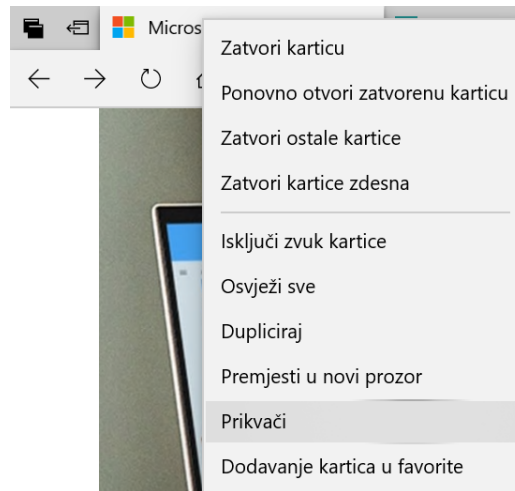 Micros
Zatvori karticu
Ponovno otvori zatvorenu karticu
Zatvori ostale kartice
Zatvori kartice zdesna
Isključi zvuk kartice
Osvježi sve
Dupliciraj
Premjesti u novi prozor
Prikvači
Dodavanje kartica u favorite